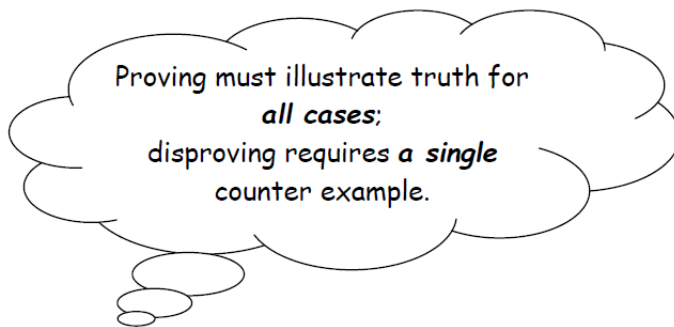 Proving must illustrate truth for
all cases;
disproving requires a single
counter example.